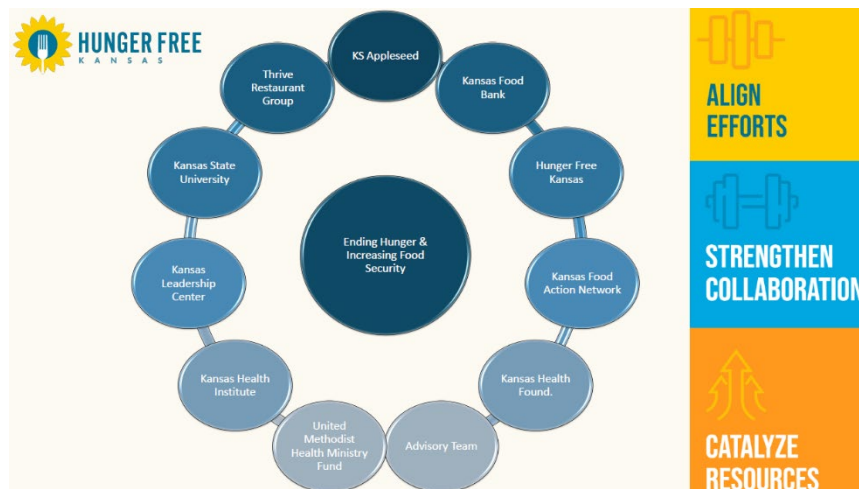 HUNGER FREE
KANSAS
KS Appleseed
Kansas Food
Bank
Hunger Free
Kansas
Kansas Food
Action Network
Kansas Health
Found.
Advisory Team
United
Methodist
Health Ministry
Fund
Kansas Health
Institute
Kansas
Leadership
Center
Kansas State
University
Thrive
Restaurant
Group
Ending Hunger &
Increasing Food
Security
ALIGN
EFFORTS
STRENGTHEN
COLLABORATION
CATALYZE
RESOURCES